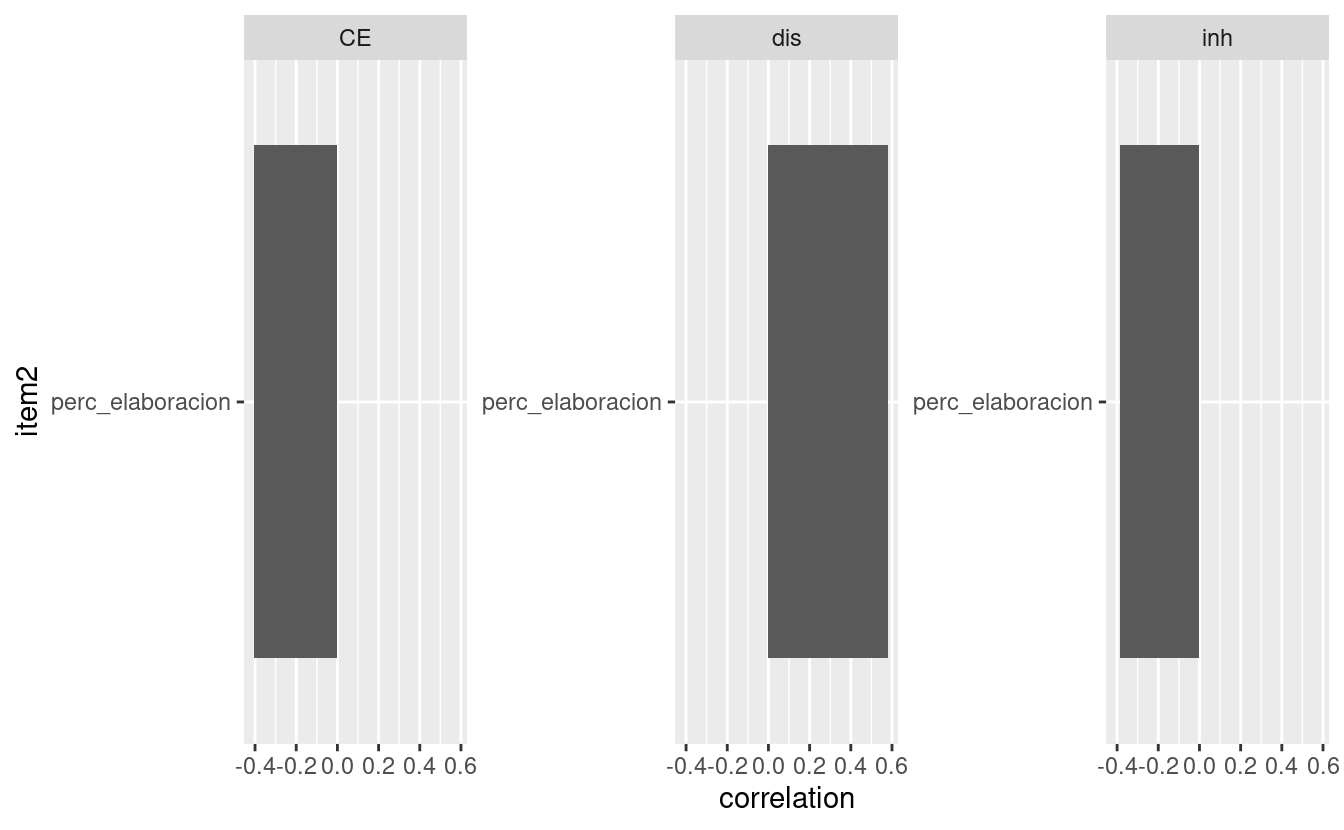 CE dis inh
item2
perc_elaboracion perc_elaboracion perc_elaboracion
-0.4 -0.2 0.0 0.2 0.4 0.6 -0.4 -0.2 0.0 0.2 0.4 0.6 -0.4 -0.2 0.0 0.2 0.4 0.6
correlation